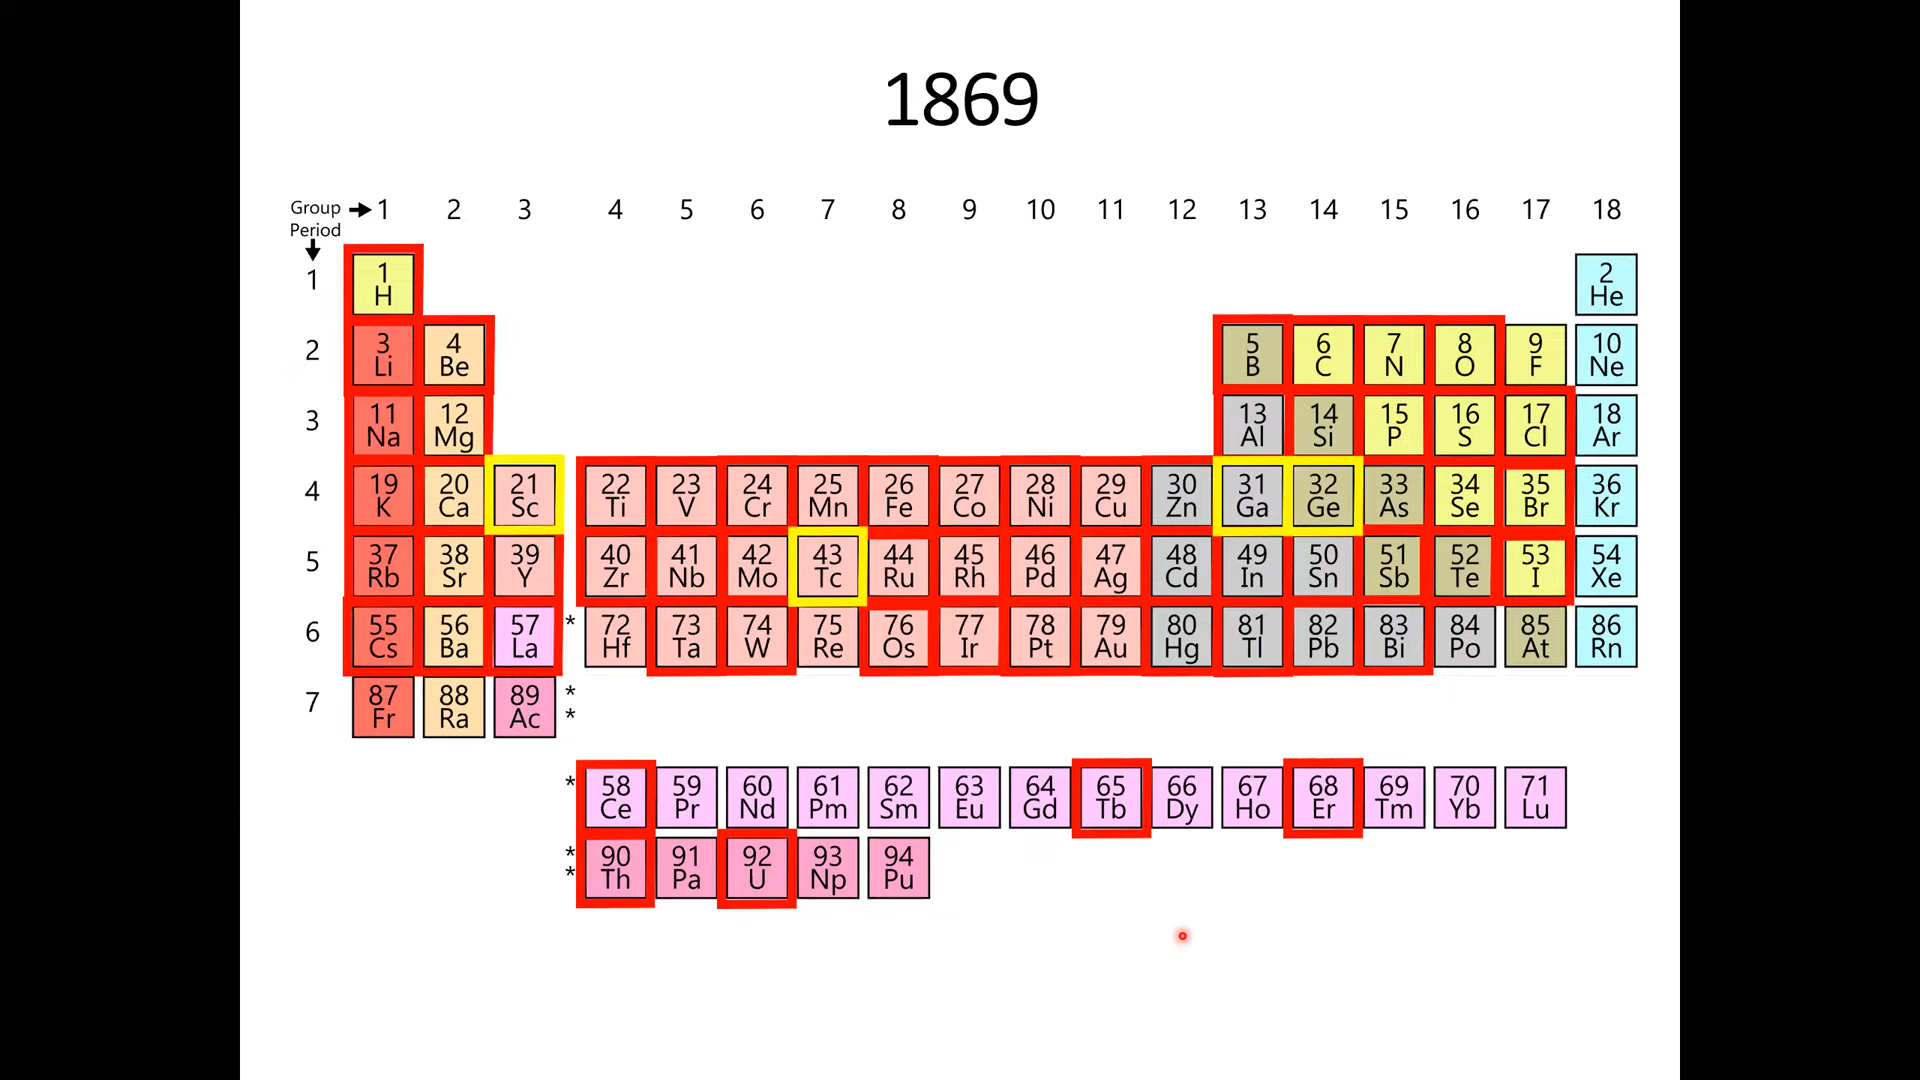 1869
Group → 1 2 3 4 5 6 7 8 9 10 11 12 13 14 15 16 17 18
Period
↓
1 1 2
H He
2 3 4 5 6 7 8 9 10
Li Be B C N O F Ne
3 11 12 13 14 15 16 17 18
Na Mg Al Si P S Cl Ar
4 19 20 21 22 23 24 25 26 27 28 29 30 31 32 33 34 35 36
K Ca Sc Ti V Cr Mn Fe Co Ni Cu Zn Ga Ge As Se Br Kr
5 37 38 39 40 41 42 43 44 45 46 47 48 49 50 51 52 53 54
Rb Sr Y Zr Nb Mo Tc Ru Rh Pd Ag Cd In Sn Sb Te I Xe
6 55 56 57 * 72 73 74 75 76 77 78 79 80 81 82 83 84 85 86
Cs Ba La Hf Ta W Re Os Ir Pt Au Hg Tl Pb Bi Po At Rn
7 87 88 89 *
Fr Ra Ac *
* 58 59 60 61 62 63 64 65 66 67 68 69 70 71
Ce Pr Nd Pm Sm Eu Gd Tb Dy Ho Er Tm Yb Lu
* 90 91 92 93 94
* Th Pa U Np Pu